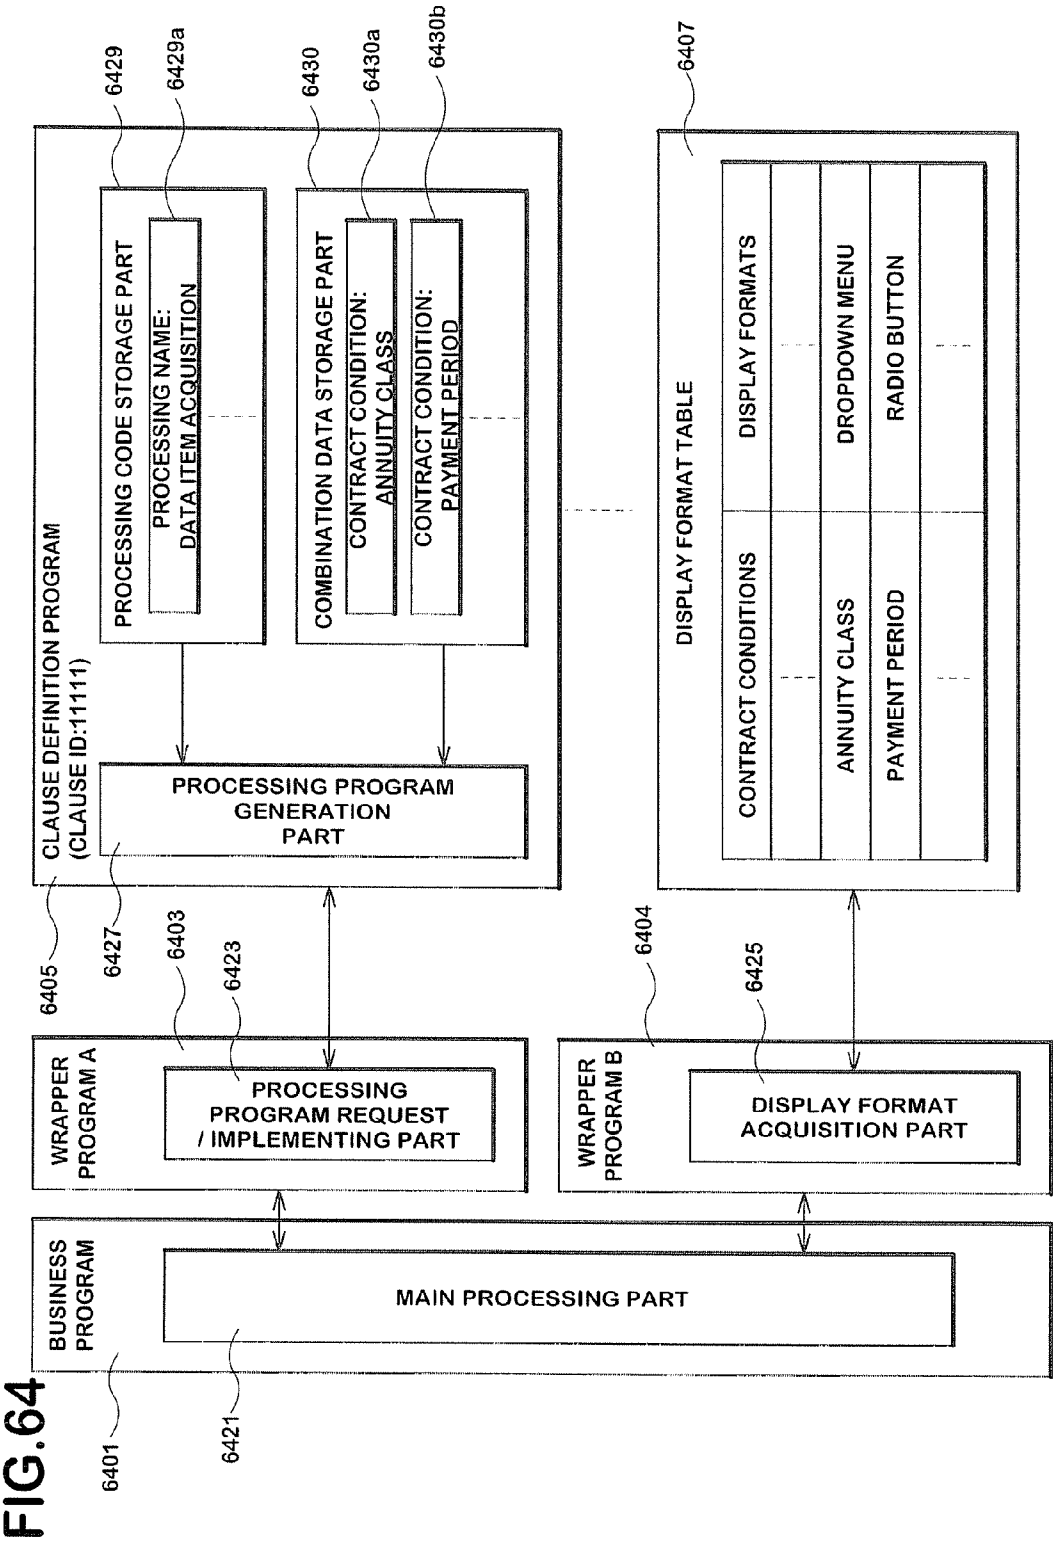 FIG.64
6401
BUSINESS
PROGRAM
6421
MAIN PROCESSING PART
WRAPPER
PROGRAM A
6403
6423
PROCESSING
PROGRAM REQUEST
/ IMPLEMENTING PART
WRAPPER
PROGRAM B
6404
6425
DISPLAY FORMAT
ACQUISITION PART
6405
CLAUSE DEFINITION PROGRAM
(CLAUSE ID:11111)
6427
PROCESSING PROGRAM
GENERATION
PART
6429
PROCESSING CODE STORAGE PART
6429a
PROCESSING NAME:
DATA ITEM ACQUISITION
6430
COMBINATION DATA STORAGE PART
6430a
CONTRACT CONDITION:
ANNUITY CLASS
6430b
CONTRACT CONDITION:
PAYMENT PERIOD
6407
DISPLAY FORMAT TABLE
CONTRACT CONDITIONS DISPLAY FORMATS
ANNUITY CLASS DROPDOWN MENU
PAYMENT PERIOD RADIO BUTTON